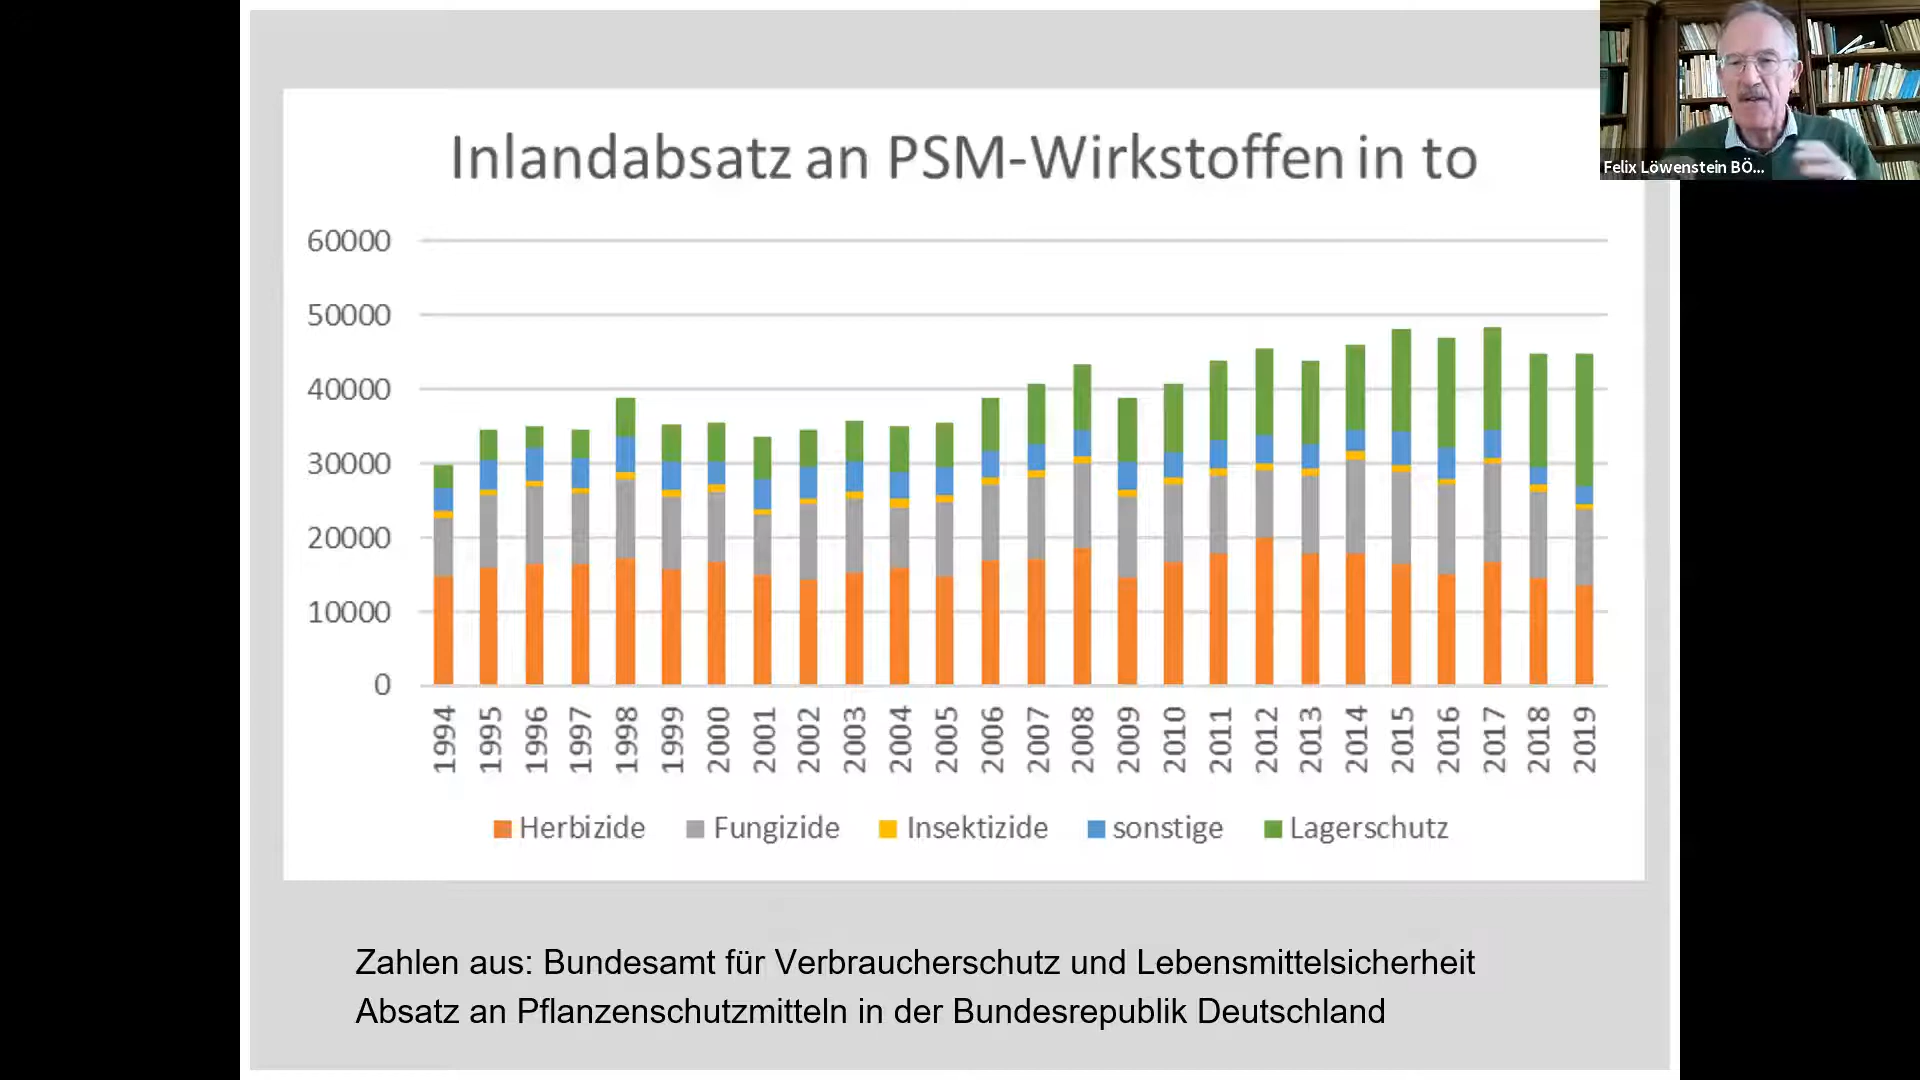 Inlandabsatz an PSM-Wirkstoffen in to
Felix Löwenstein BÖ...
60000
50000
40000
30000
20000
10000
0
1994 1995 1996 1997 1998 1999 2000 2001 2002 2003 2004 2005 2006 2007 2008 2009 2010 2011 2012 2013 2014 2015 2016 2017 2018 2019
Herbizide Fungizide Insektizide sonstige Lagerschutz
Zahlen aus: Bundesamt für Verbraucherschutz und Lebensmittelsicherheit
Absatz an Pflanzenschutzmitteln in der Bundesrepublik Deutschland